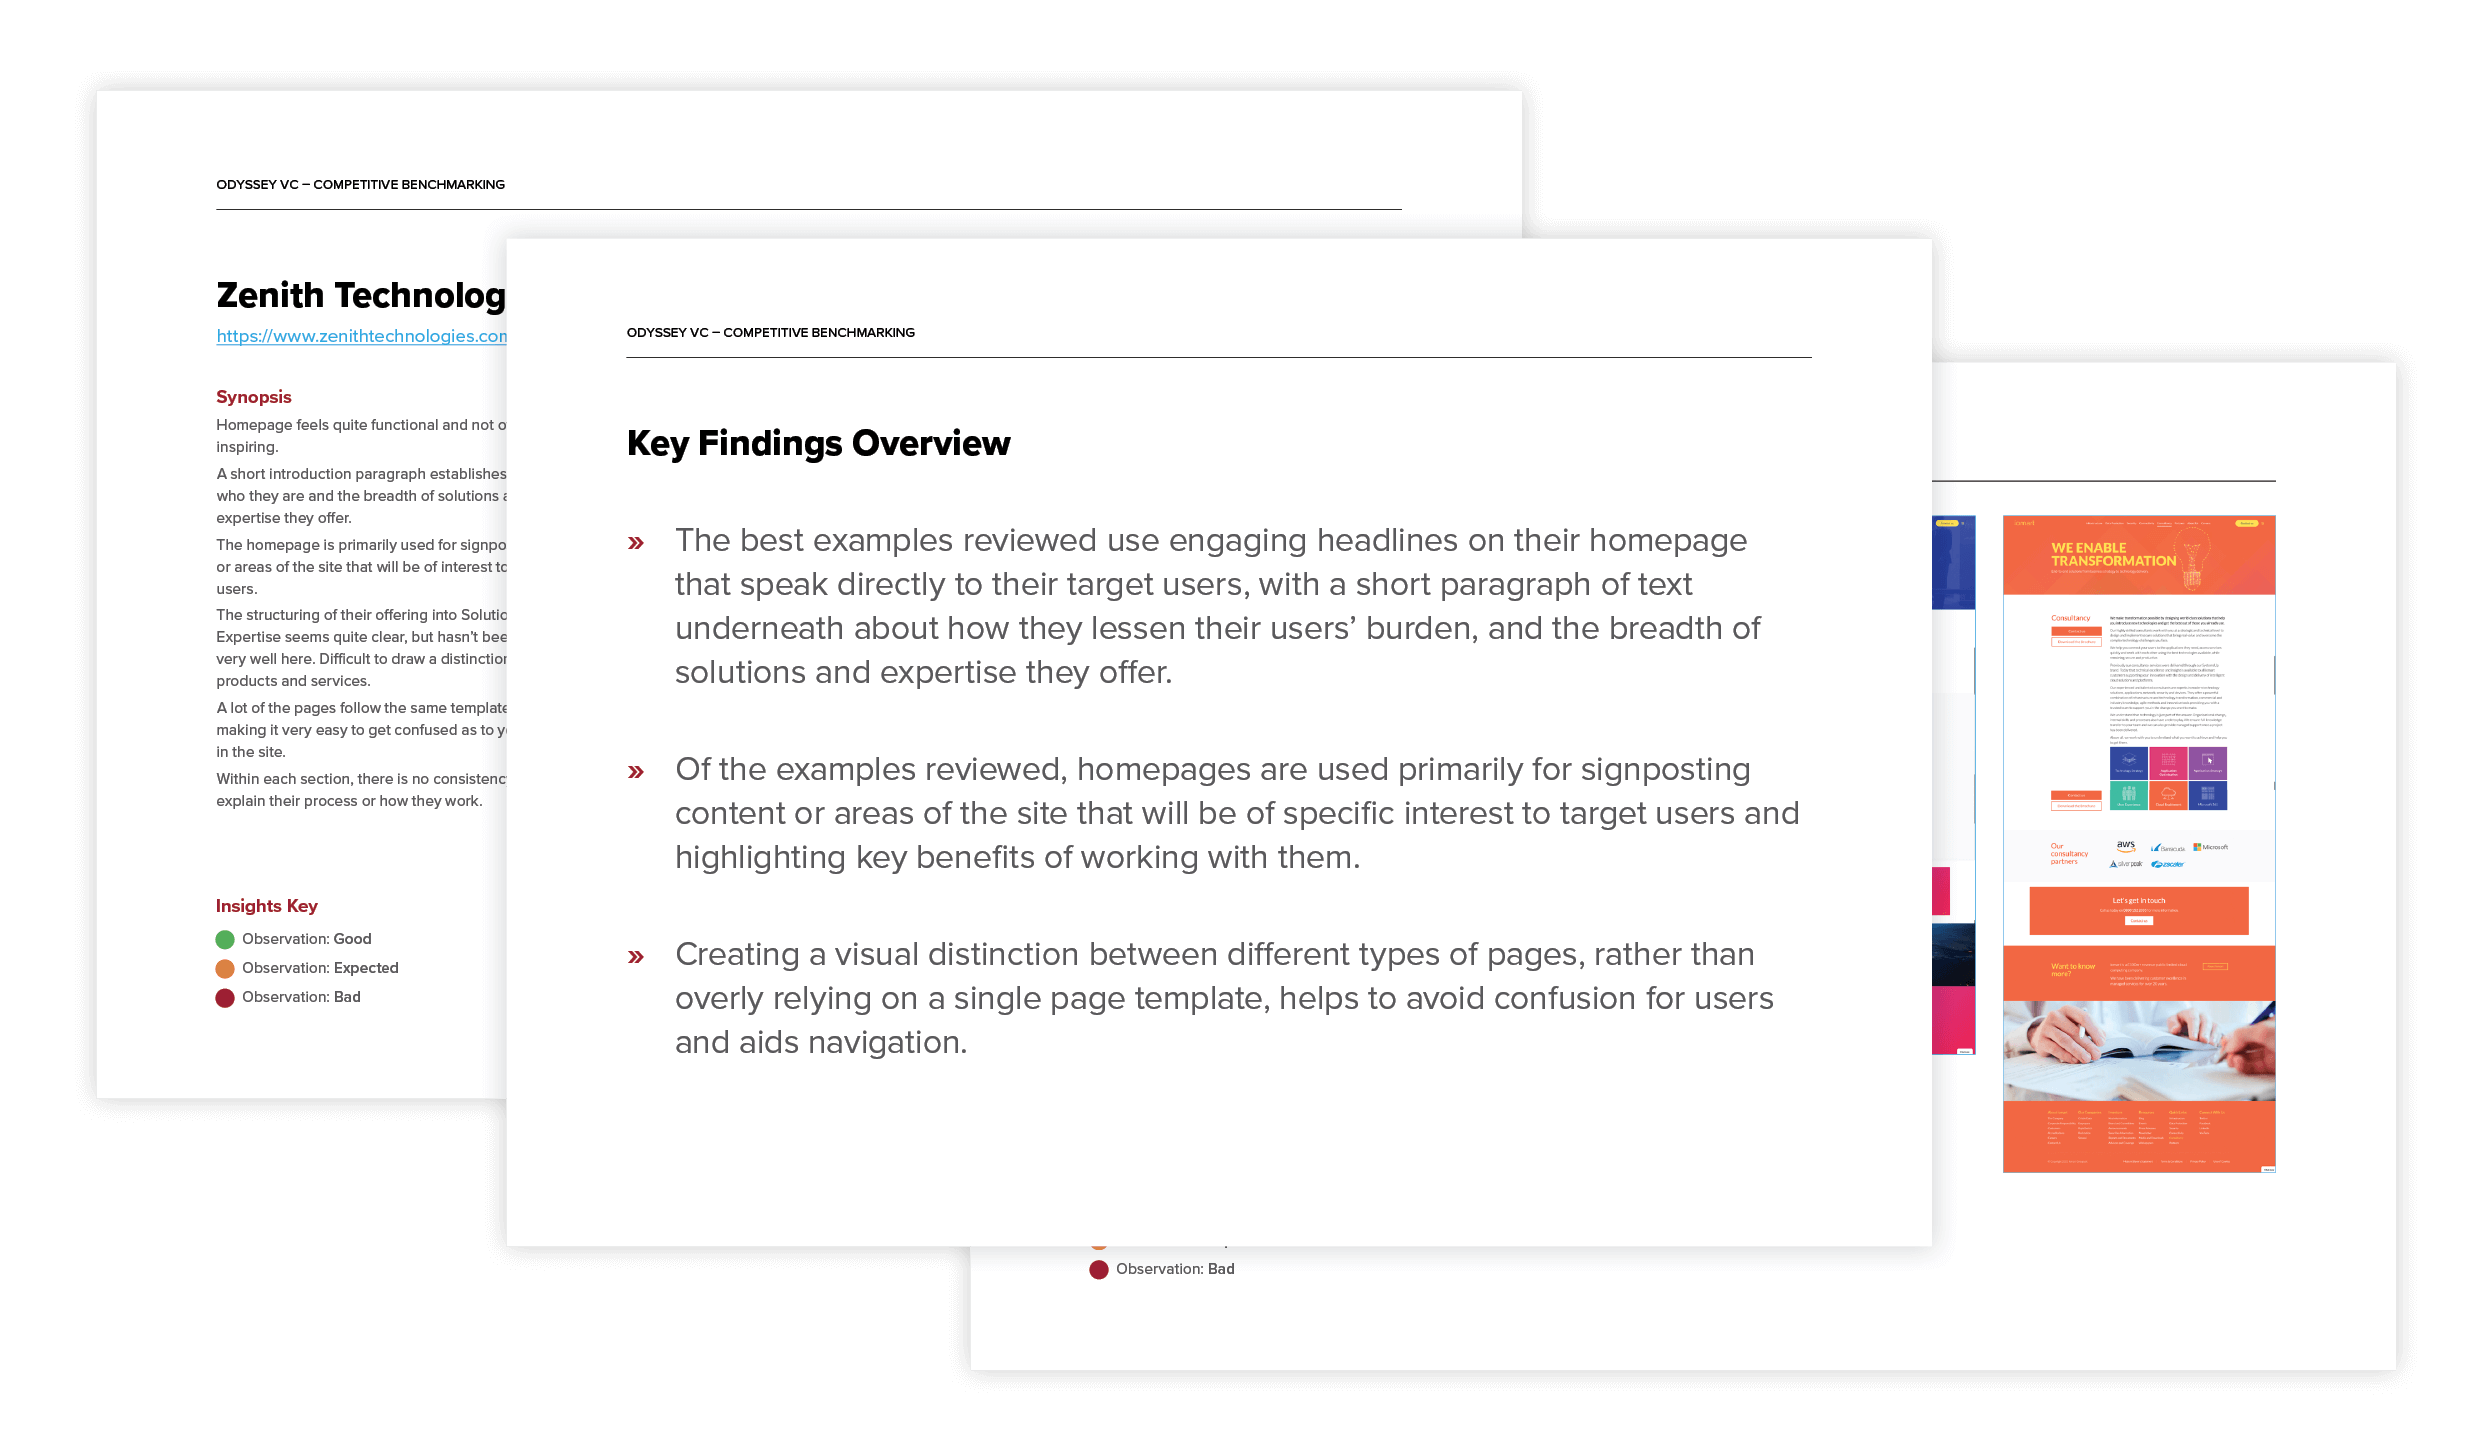 ODYSSEY VC – COMPETITIVE BENCHMARKING
Zenith Technolog
https://www.zenithtechnologies.com
Synopsis
Homepage feels quite functional and not o
inspiring.
A short introduction paragraph establishes
who they are and the breadth of solutions a
expertise they offer.
The homepage is primarily used for signpo
or areas of the site that will be of interest to
users.
The structuring of their offering into Solutio
Expertise seems quite clear, but hasn’t bee
very well here. Difficult to draw a distinction
products and services.
A lot of the pages follow the same template
making it very easy to get confused as to y
in the site.
Within each section, there is no consistency
explain their process or how they work.
Insights Key
Observation: Good
Observation: Expected
Observation: Bad
ODYSSEY VC – COMPETITIVE BENCHMARKING
Key Findings Overview
» The best examples reviewed use engaging headlines on their homepage
that speak directly to their target users, with a short paragraph of text
underneath about how they lessen their users’ burden, and the breadth of
solutions and expertise they offer.
» Of the examples reviewed, homepages are used primarily for signposting
content or areas of the site that will be of specific interest to target users and
highlighting key benefits of working with them.
» Creating a visual distinction between different types of pages, rather than
overly relying on a single page template, helps to avoid confusion for users
and aids navigation.
Observation: Bad
iomart
WE ENABLE
TRANSFORMATION
Consultancy
Our
consultancy
partners
aws
Barracuda
Microsoft
silver peak
zscaler
Let's get in touch
Contact us
Want to know
more?